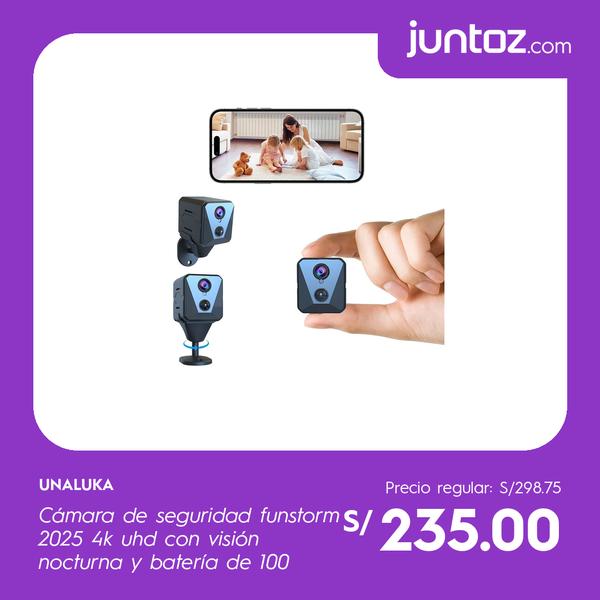 juntoz.com
UNALUKA
Cámara de seguridad funstorm
2025 4k uhd con visión
nocturna y batería de 100
Precio regular: S/298.75
S/ 235.00